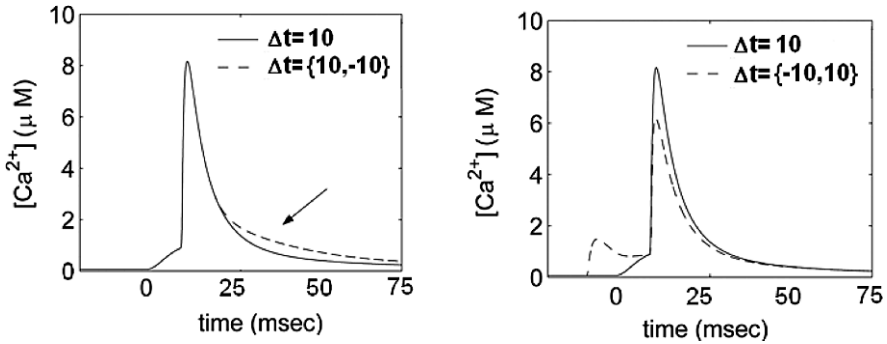 Δt= 10
Δt= {10,-10}
[Ca²⁺] (μ M)
10
8
6
4
2
0
0 25 50 75
time (msec)
Δt= 10
Δt= {-10,10}
[Ca²⁺] (μ M)
10
8
6
4
2
0
0 25 50 75
time (msec)